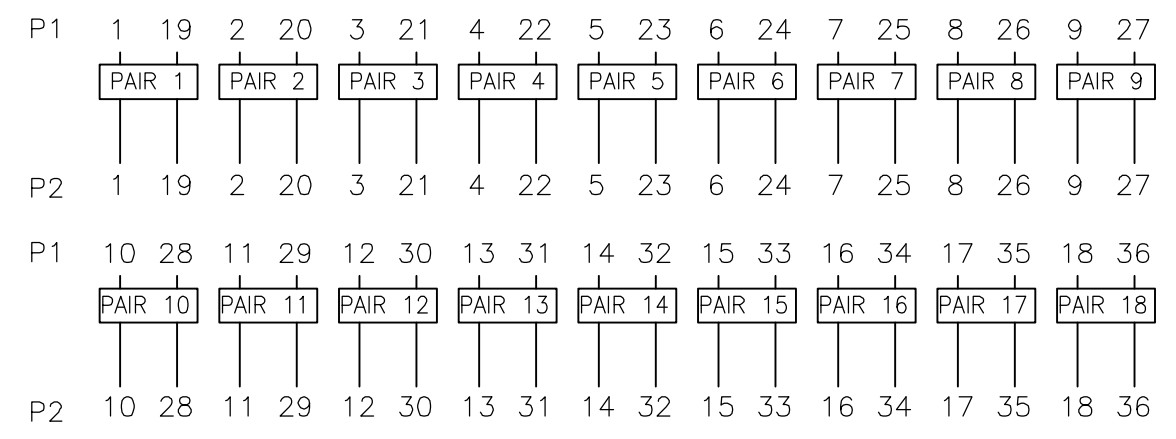 P1 1 19 2 20 3 21 4 22 5 23 6 24 7 25 8 26 9 27
PAIR 1 PAIR 2 PAIR 3 PAIR 4 PAIR 5 PAIR 6 PAIR 7 PAIR 8 PAIR 9
P2 1 19 2 20 3 21 4 22 5 23 6 24 7 25 8 26 9 27
P1 10 28 11 29 12 30 13 31 14 32 15 33 16 34 17 35 18 36
PAIR 10 PAIR 11 PAIR 12 PAIR 13 PAIR 14 PAIR 15 PAIR 16 PAIR 17 PAIR 18
P2 10 28 11 29 12 30 13 31 14 32 15 33 16 34 17 35 18 36